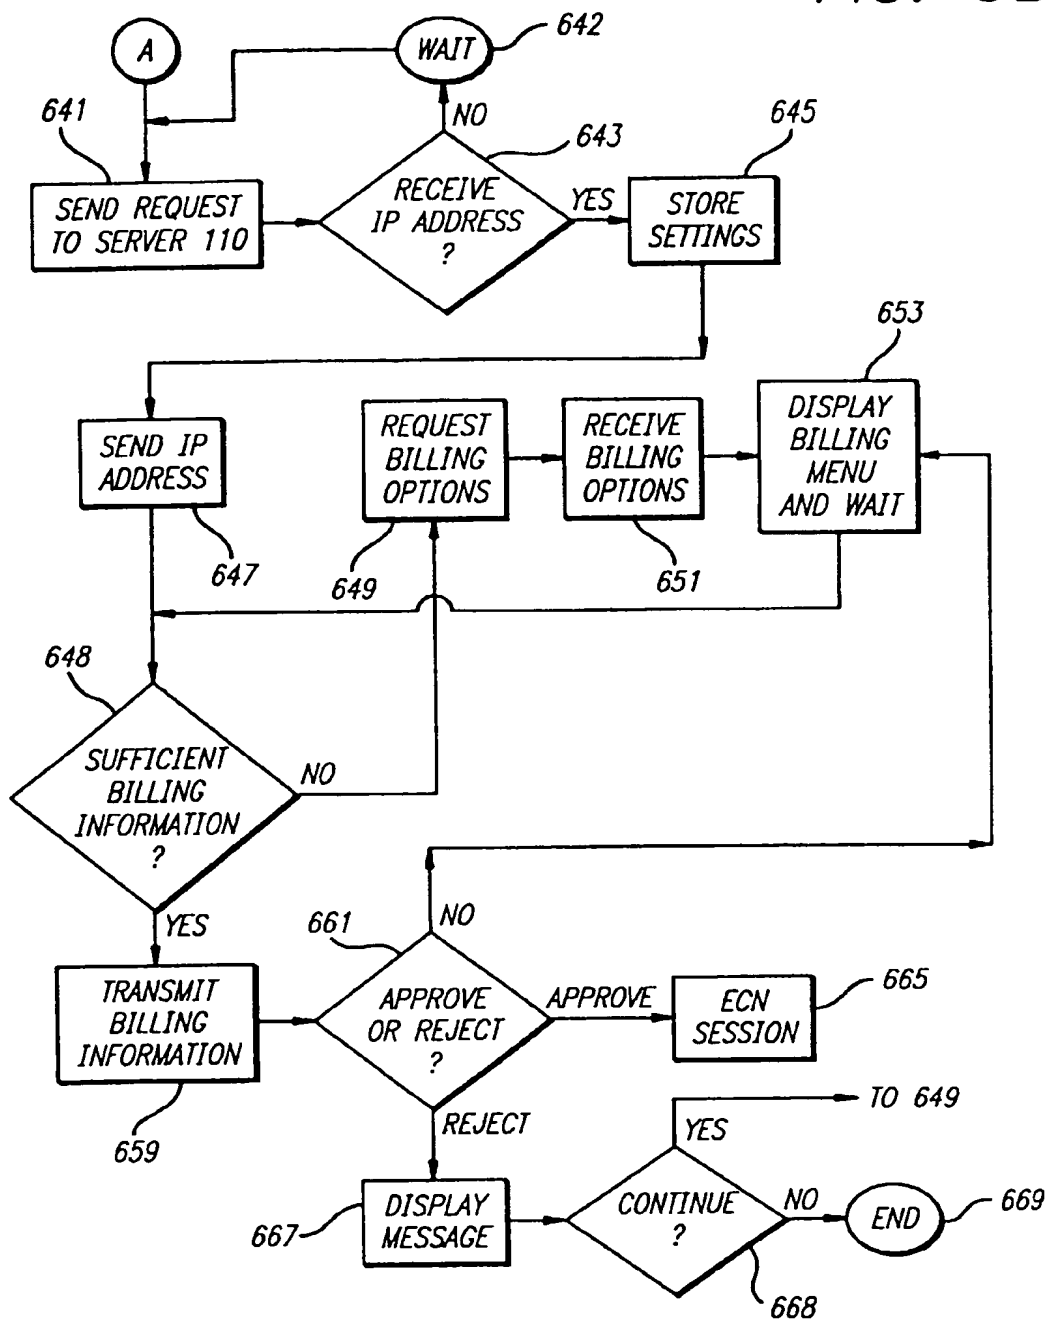 A
WAIT
642
641
NO
643
645
SEND REQUEST
TO SERVER 110
RECEIVE
IP ADDRESS
?
YES
STORE
SETTINGS
653
SEND IP
ADDRESS
647
REQUEST
BILLING
OPTIONS
649
RECEIVE
BILLING
OPTIONS
651
DISPLAY
BILLING
MENU
AND WAIT
648
SUFFICIENT
BILLING
INFORMATION
?
NO
YES
TRANSMIT
BILLING
INFORMATION
659
661
NO
APPROVE
OR REJECT
?
APPROVE
ECN
SESSION
665
REJECT
DISPLAY
MESSAGE
667
YES
TO 649
CONTINUE
?
668
NO
END
669